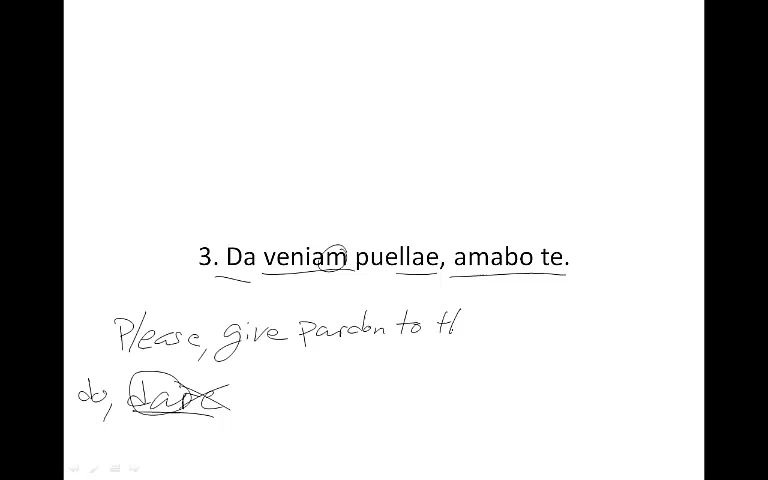 3. Da veniam puellae, amabo te.
Please, give pardon to th
do, dare